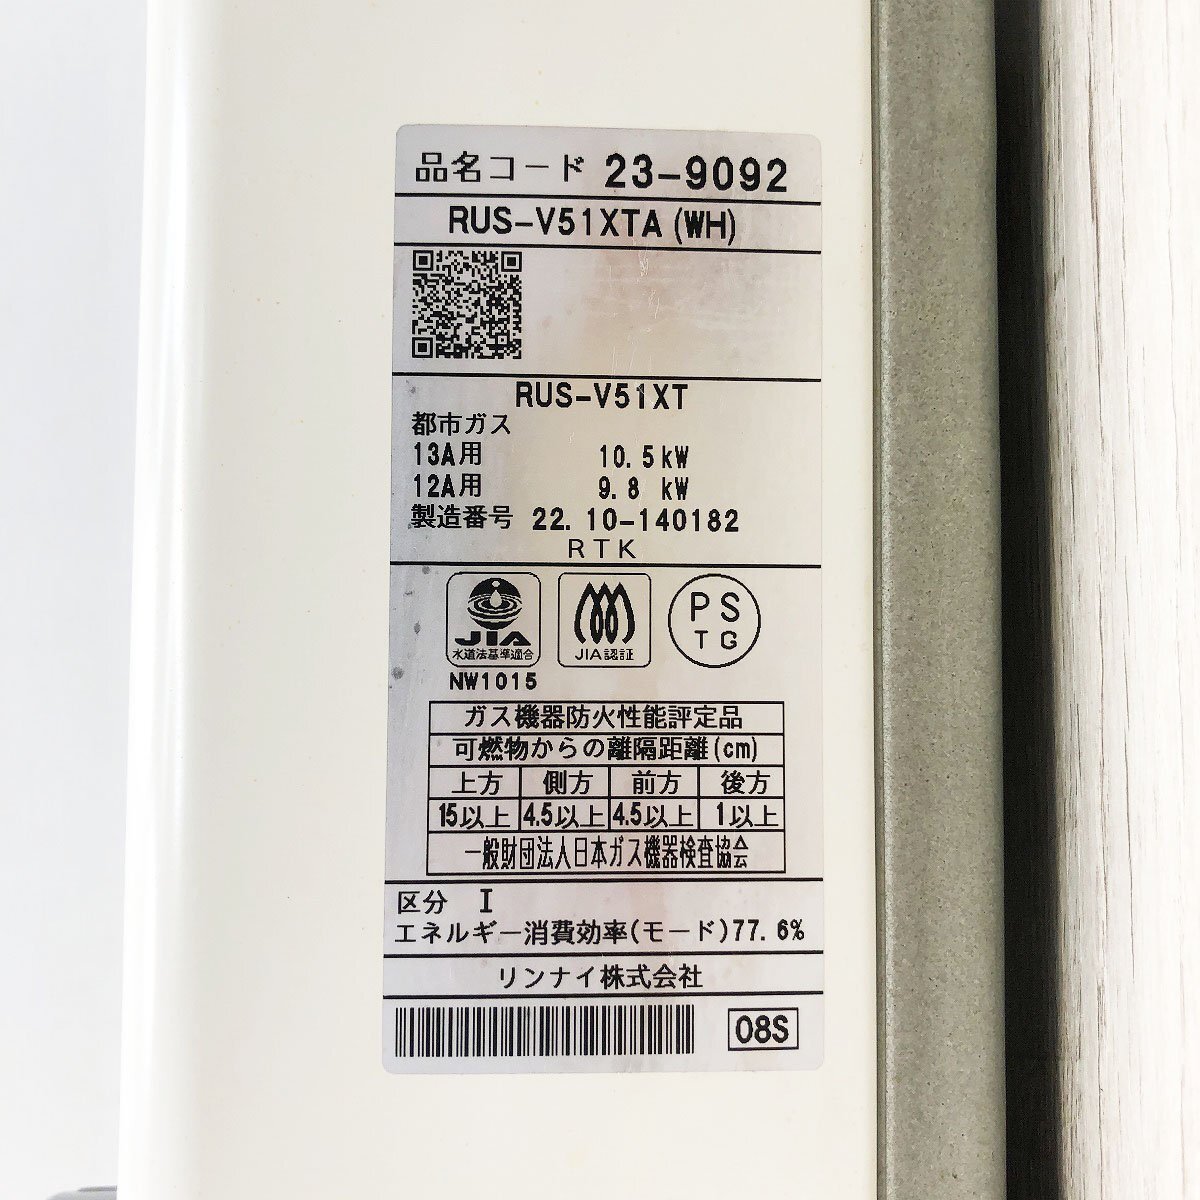 品名コード 23-9092
RUS-V51XTA(WH)
RUS-V51XT
都市ガス
13A用 10.5kW
12A用 9.8 kW
製造番号 22.10-140182
RTK
JIA
水道法基準適合
NW1015
JIA認証
PS
TG
ガス機器防火性能評定品
可燃物からの離隔距離(cm)
上方 側方 前方 後方
15以上 4.5以上 4.5以上 1以上
一般財団法人日本ガス機器検査協会
区分 I
エネルギー消費効率(モード)77.6%
リンナイ株式会社
08S